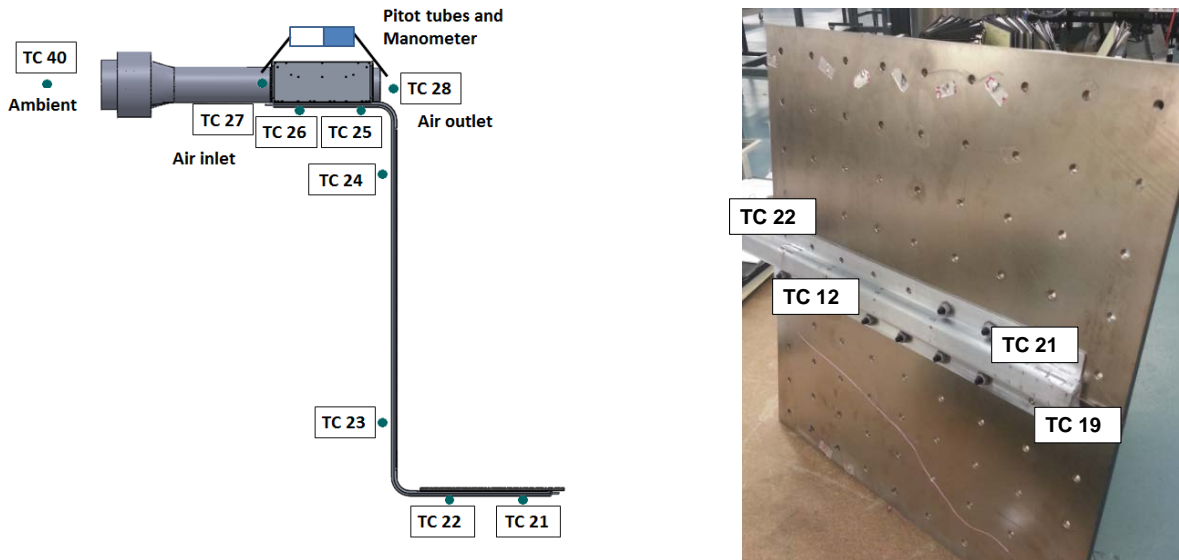 Pitot tubes and
Manometer
TC 40
Ambient
TC 27
Air inlet
TC 26
TC 25
TC 28
Air outlet
TC 24
TC 23
TC 22
TC 21
TC 22
TC 12
TC 21
TC 19